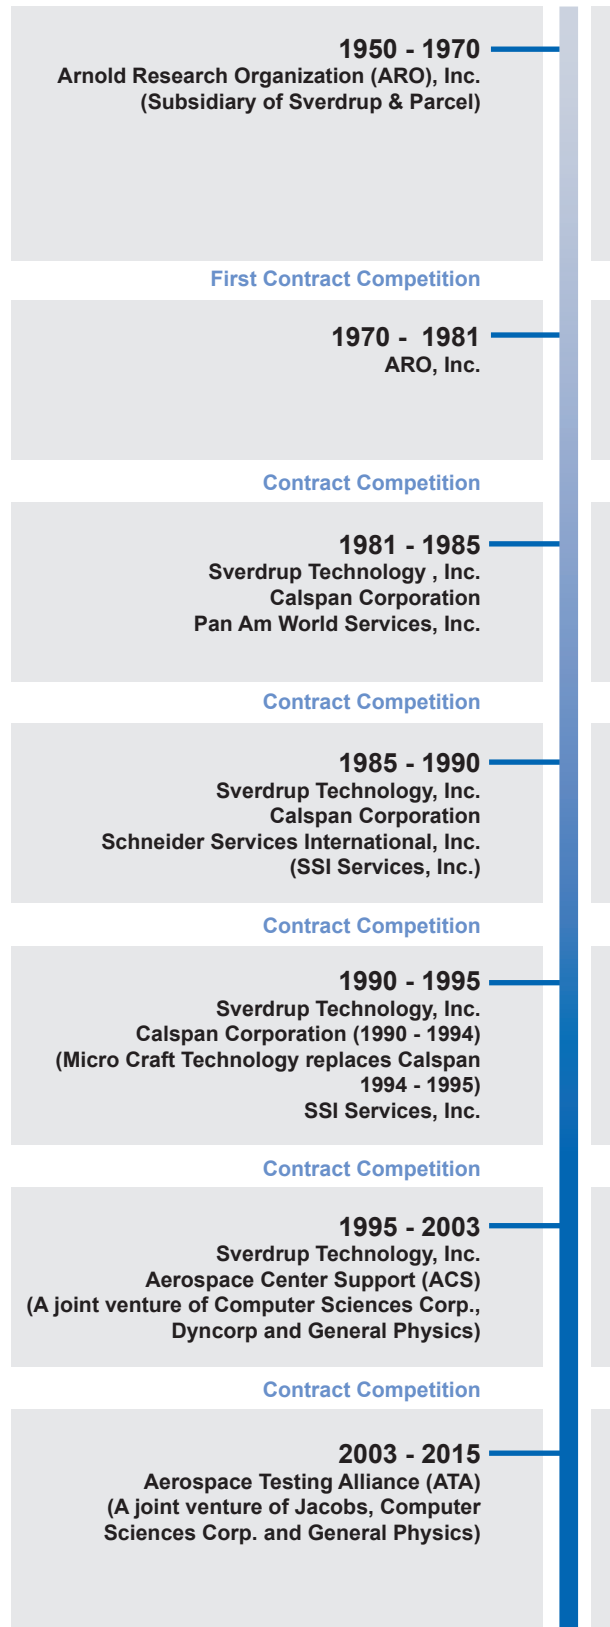 1950 - 1970
Arnold Research Organization (ARO), Inc.
(Subsidiary of Sverdrup & Parcel)
First Contract Competition
1970 - 1981
ARO, Inc.
Contract Competition
1981 - 1985
Sverdrup Technology , Inc.
Calspan Corporation
Pan Am World Services, Inc.
Contract Competition
1985 - 1990
Sverdrup Technology, Inc.
Calspan Corporation
Schneider Services International, Inc.
(SSI Services, Inc.)
Contract Competition
1990 - 1995
Sverdrup Technology, Inc.
Calspan Corporation (1990 - 1994)
(Micro Craft Technology replaces Calspan
1994 - 1995)
SSI Services, Inc.
Contract Competition
1995 - 2003
Sverdrup Technology, Inc.
Aerospace Center Support (ACS)
(A joint venture of Computer Sciences Corp.,
Dyncorp and General Physics)
Contract Competition
2003 - 2015
Aerospace Testing Alliance (ATA)
(A joint venture of Jacobs, Computer
Sciences Corp. and General Physics)